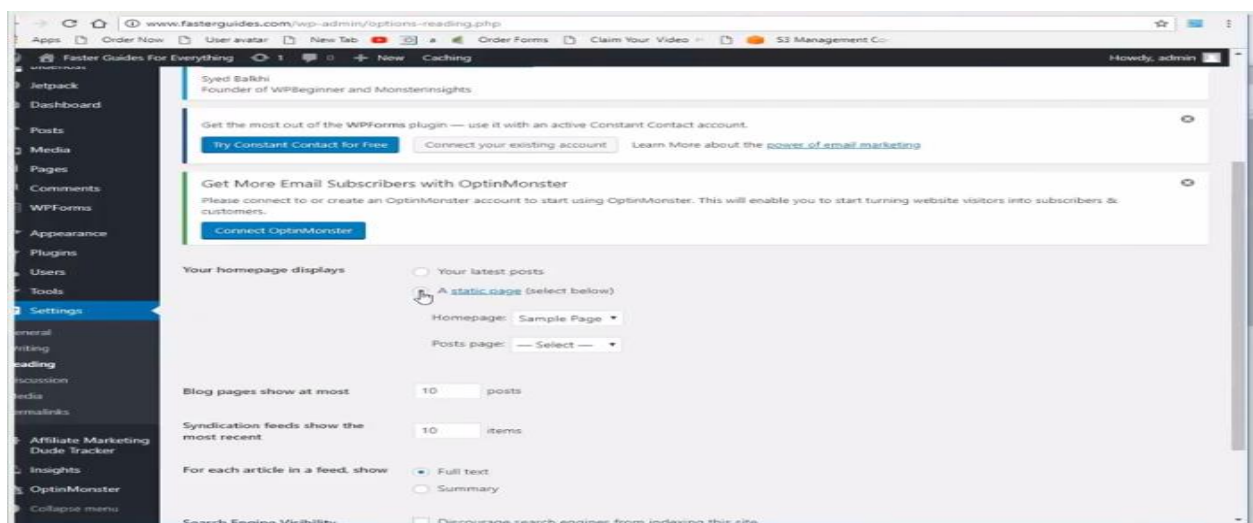 www.fasterguides.com/wp-admin/options-reading.php
Apps Order Now User avatar New Tab a Order Forms Claim Your Video S3 Management Co
Faster Guides For Everything 1 0 New Caching Howdy, admin
Jetpack
Dashboard
Posts
Media
Pages
Comments
WPForms
Appearance
Plugins
Users
Tools
Settings
eneral
riting
eading
iscussion
edia
ermalinks
Affiliate Marketing
Dude Tracker
Insights
OptinMonster
Collapse menu
Syed Balkhi
Founder of WPBeginner and MonsterInsights
Get the most out of the WPForms plugin — use it with an active Constant Contact account.
Try Constant Contact for Free Connect your existing account Learn More about the power of email marketing
Get More Email Subscribers with OptinMonster
Please connect to or create an OptinMonster account to start using OptinMonster. This will enable you to start turning website visitors into subscribers &
customers.
Connect OptinMonster
Your homepage displays Your latest posts
A static page (select below)
Homepage: Sample Page
Posts page: — Select —
Blog pages show at most 10 posts
Syndication feeds show the
most recent 10 items
For each article in a feed, show Full text
Summary
Search Engine Visibility Discourage search engines from indexing this site